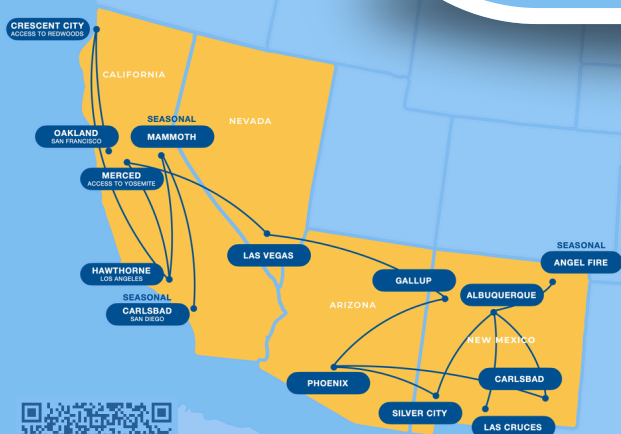 CRESCENT CITY
ACCESS TO REDWOODS
CALIFORNIA
SEASONAL
MAMMOTH
NEVADA
OAKLAND
SAN FRANCISCO
MERCED
ACCESS TO YOSEMITE
LAS VEGAS
HAWTHORNE
LOS ANGELES
SEASONAL
CARLSBAD
SAN DIEGO
SEASONAL
ANGEL FIRE
GALLUP
ALBUQUERQUE
ARIZONA
NEW MEXICO
PHOENIX
CARLSBAD
SILVER CITY
LAS CRUCES